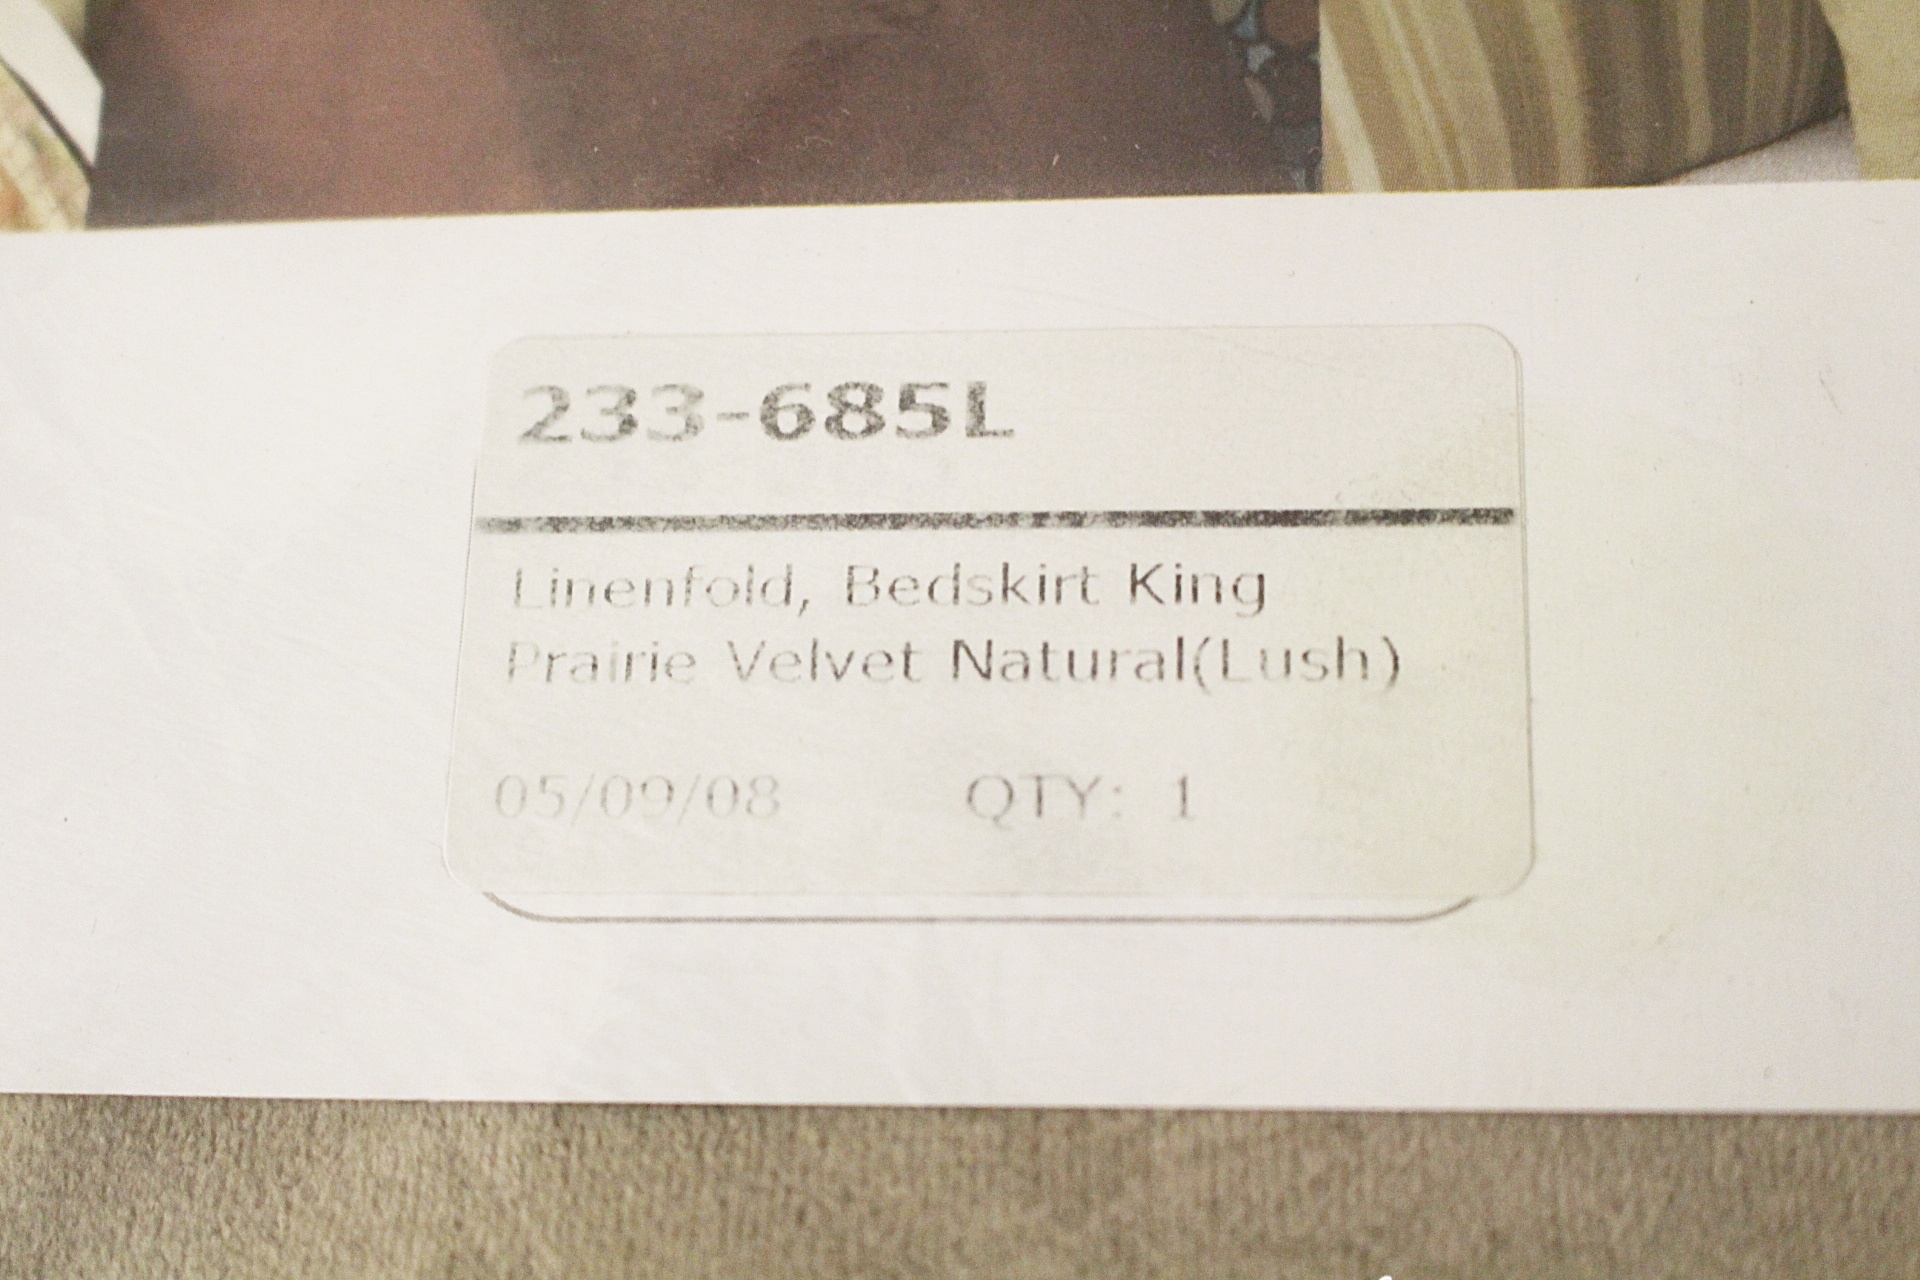 233-685L
Linenfold, Bedskirt King
Prairie Velvet Natural(Lush)
05/09/08 QTY: 1